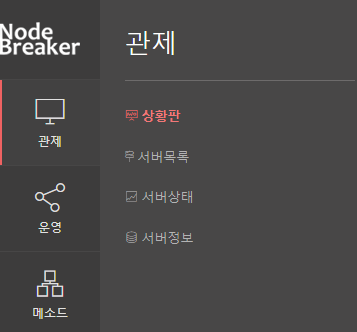 Node
Breaker
관제
운영
메소드
관제
상황판
서버목록
서버상태
서버정보